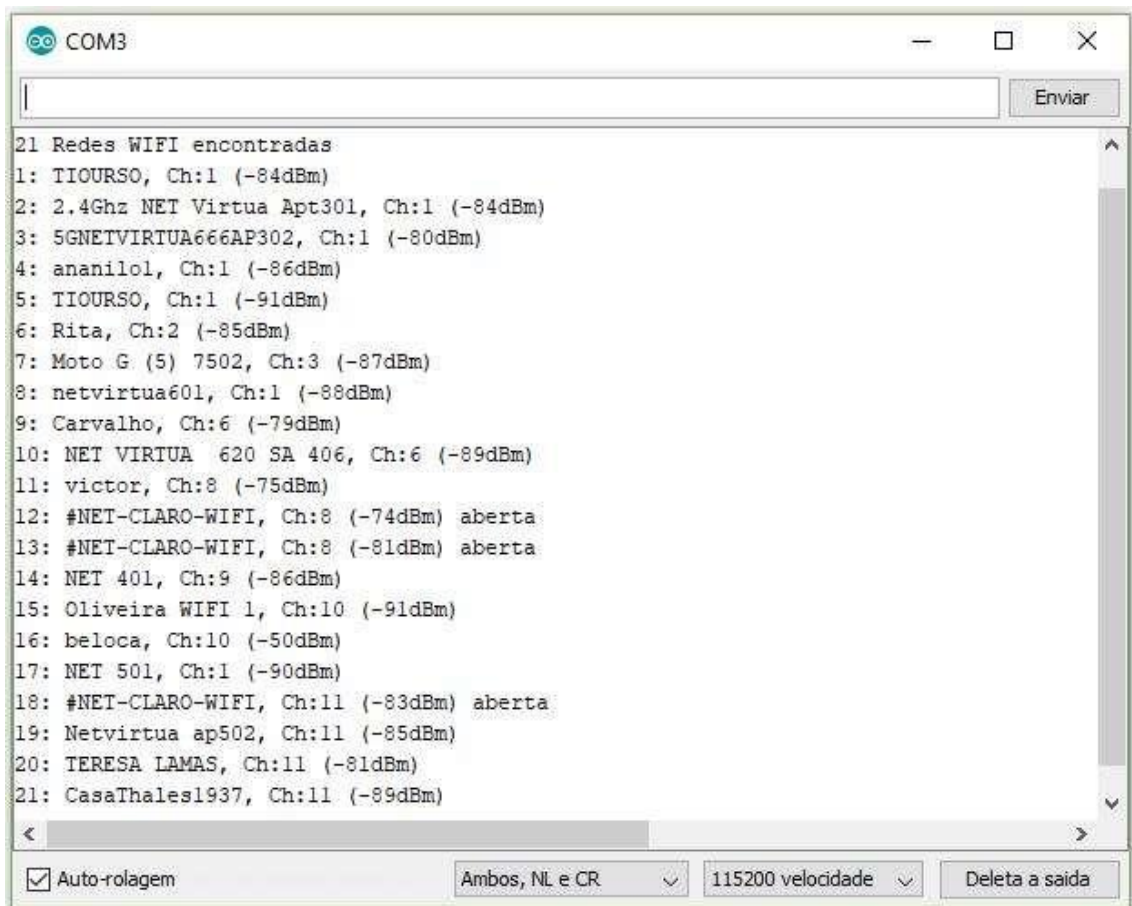 COM3
Enviar
21 Redes WIFI encontradas
1: TIOURSO, Ch:1 (-84dBm)
2: 2.4Ghz NET Virtua Apt301, Ch:1 (-84dBm)
3: 5GNETVIRTUA666AP302, Ch:1 (-80dBm)
4: ananilo1, Ch:1 (-86dBm)
5: TIOURSO, Ch:1 (-91dBm)
6: Rita, Ch:2 (-85dBm)
7: Moto G (5) 7502, Ch:3 (-87dBm)
8: netvirtua601, Ch:1 (-88dBm)
9: Carvalho, Ch:6 (-79dBm)
10: NET VIRTUA  620 SA 406, Ch:6 (-89dBm)
11: victor, Ch:8 (-75dBm)
12: #NET-CLARO-WIFI, Ch:8 (-74dBm) aberta
13: #NET-CLARO-WIFI, Ch:8 (-81dBm) aberta
14: NET 401, Ch:9 (-86dBm)
15: Oliveira WIFI 1, Ch:10 (-91dBm)
16: beloca, Ch:10 (-50dBm)
17: NET 501, Ch:1 (-90dBm)
18: #NET-CLARO-WIFI, Ch:11 (-83dBm) aberta
19: Netvirtua ap502, Ch:11 (-85dBm)
20: TERESA LAMAS, Ch:11 (-81dBm)
21: CasaThales1937, Ch:11 (-89dBm)
Auto-rolagem Ambos, NL e CR 115200 velocidade Deleta a saida